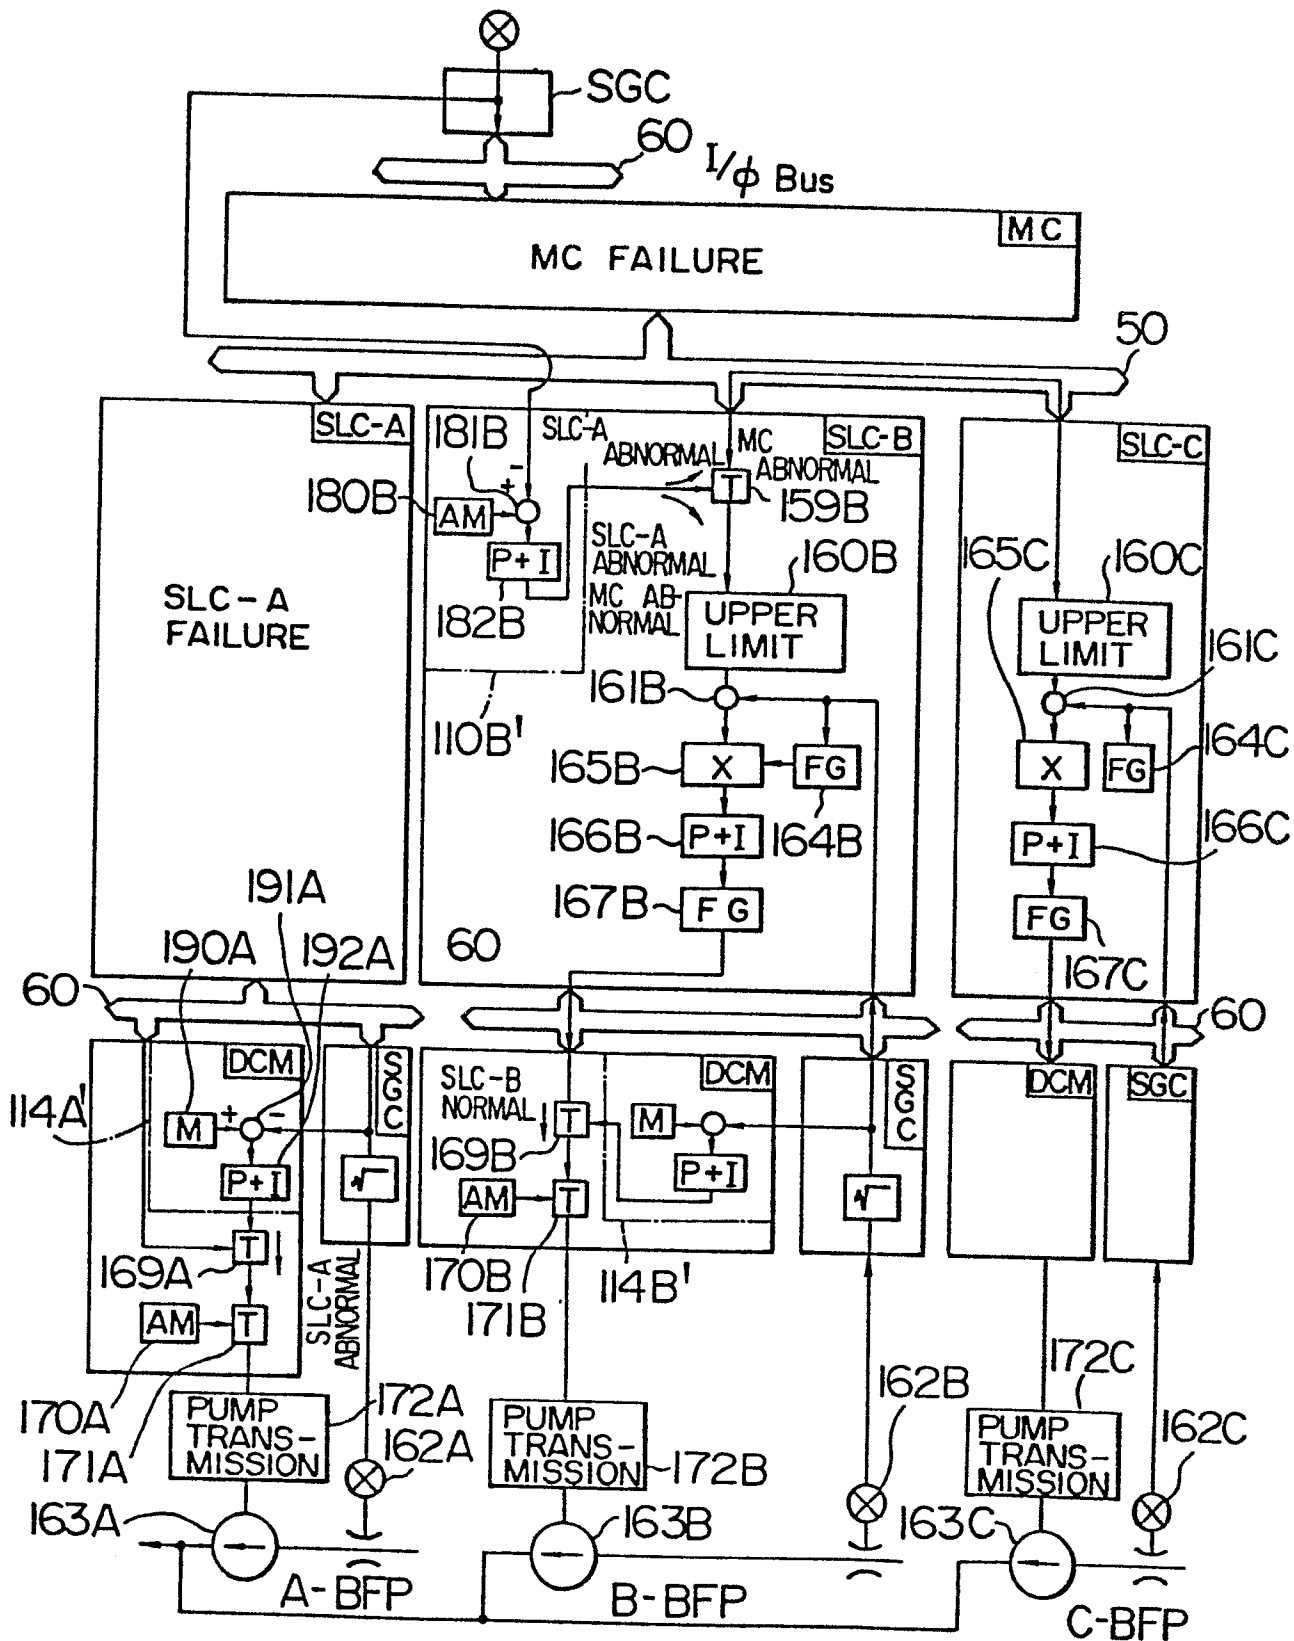 SGC
60
I/φ Bus
MC
MC FAILURE
50
SLC-A
SLC-A
FAILURE
181B
180B
AM
-
+
P+I
182B
110B'
SLC-A
ABNORMAL
MC
ABNORMAL
SLC-B
T
159B
SLC-A
ABNORMAL
MC AB-
NORMAL
160B
UPPER
LIMIT
161B
165B
X
FG
164B
166B
P+I
167B
FG
60
SLC-C
165C
160C
UPPER
LIMIT
161C
X
FG
164C
P+I
166C
FG
167C
60
191A
190A
192A
60
DCM
114A'
M
+
-
P+I
T
169A
AM
T
170A
171A
SGC
√
SLC-A
ABNORMAL
DCM
SLC-B
NORMAL
T
169B
M
P+I
AM
T
170B
171B
114B'
SGC
√
DCM
SGC
PUMP
TRANS-
MISSION
172A
162A
163A
A-BFP
PUMP
TRANS-
MISSION
172B
162B
163B
B-BFP
172C
PUMP
TRANS-
MISSION
162C
163C
C-BFP